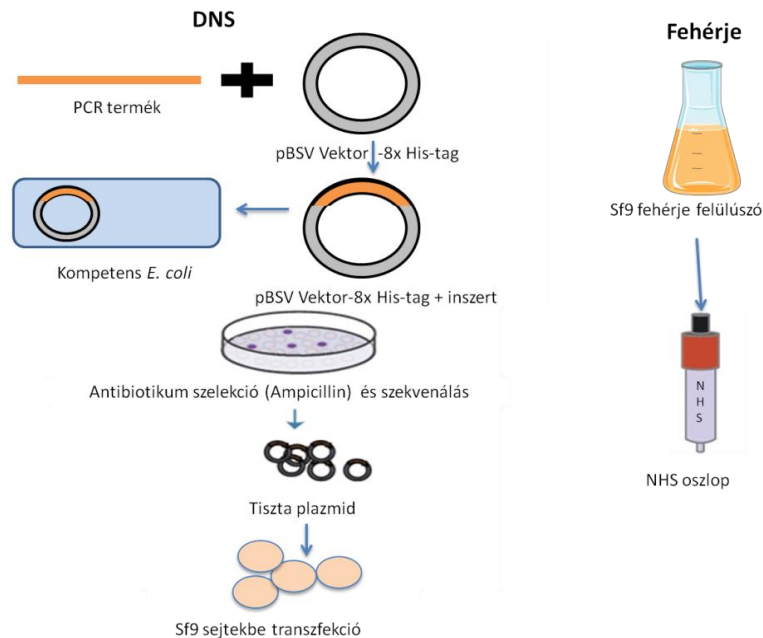 DNS
PCR termék
pBSV Vektor -8x His-tag
Kompetens E. coli
pBSV Vektor-8x His-tag + inszert
Antibiotikum szelekció (Ampicillin) és szekvenálás
Tiszta plazmid
Sf9 sejtekbe transzfekció
Fehérje
Sf9 fehérje felülúszó
N
H
S
NHS oszlop